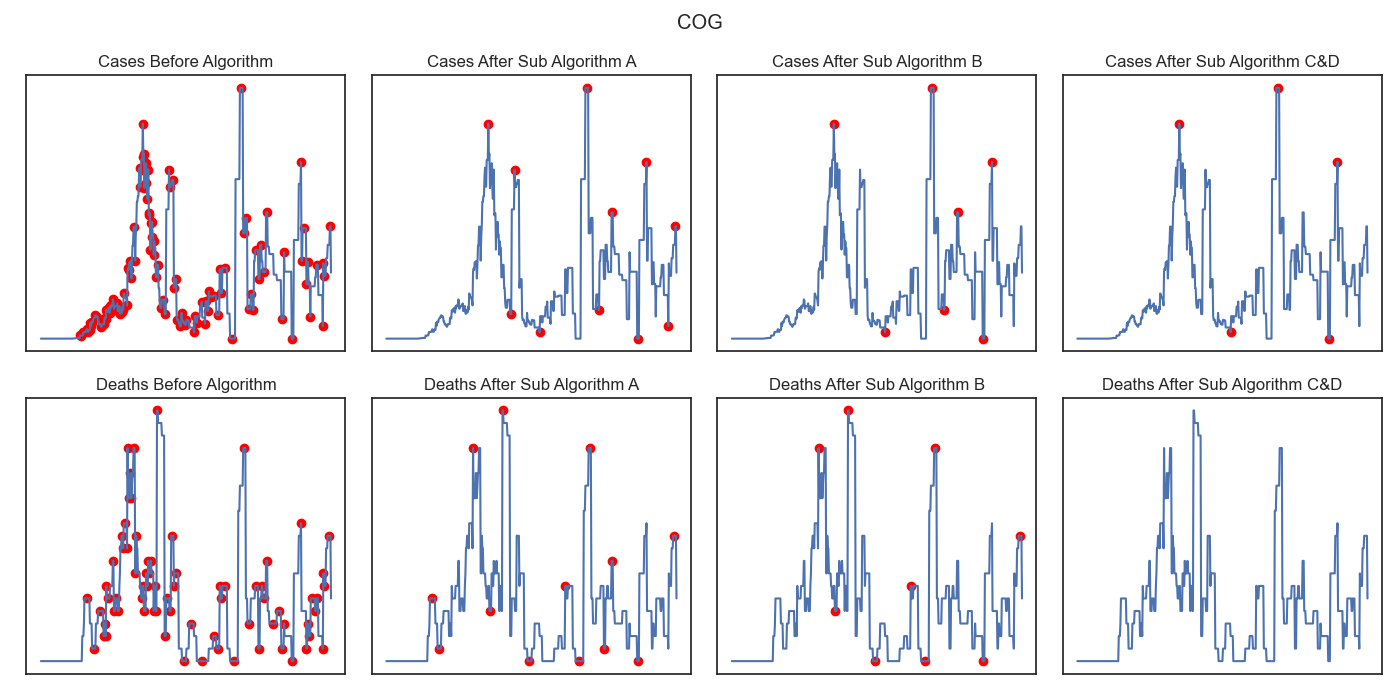 COG
Cases Before Algorithm
Cases After Sub Algorithm A
Cases After Sub Algorithm B
Cases After Sub Algorithm C&D
Deaths Before Algorithm
Deaths After Sub Algorithm A
Deaths After Sub Algorithm B
Deaths After Sub Algorithm C&D